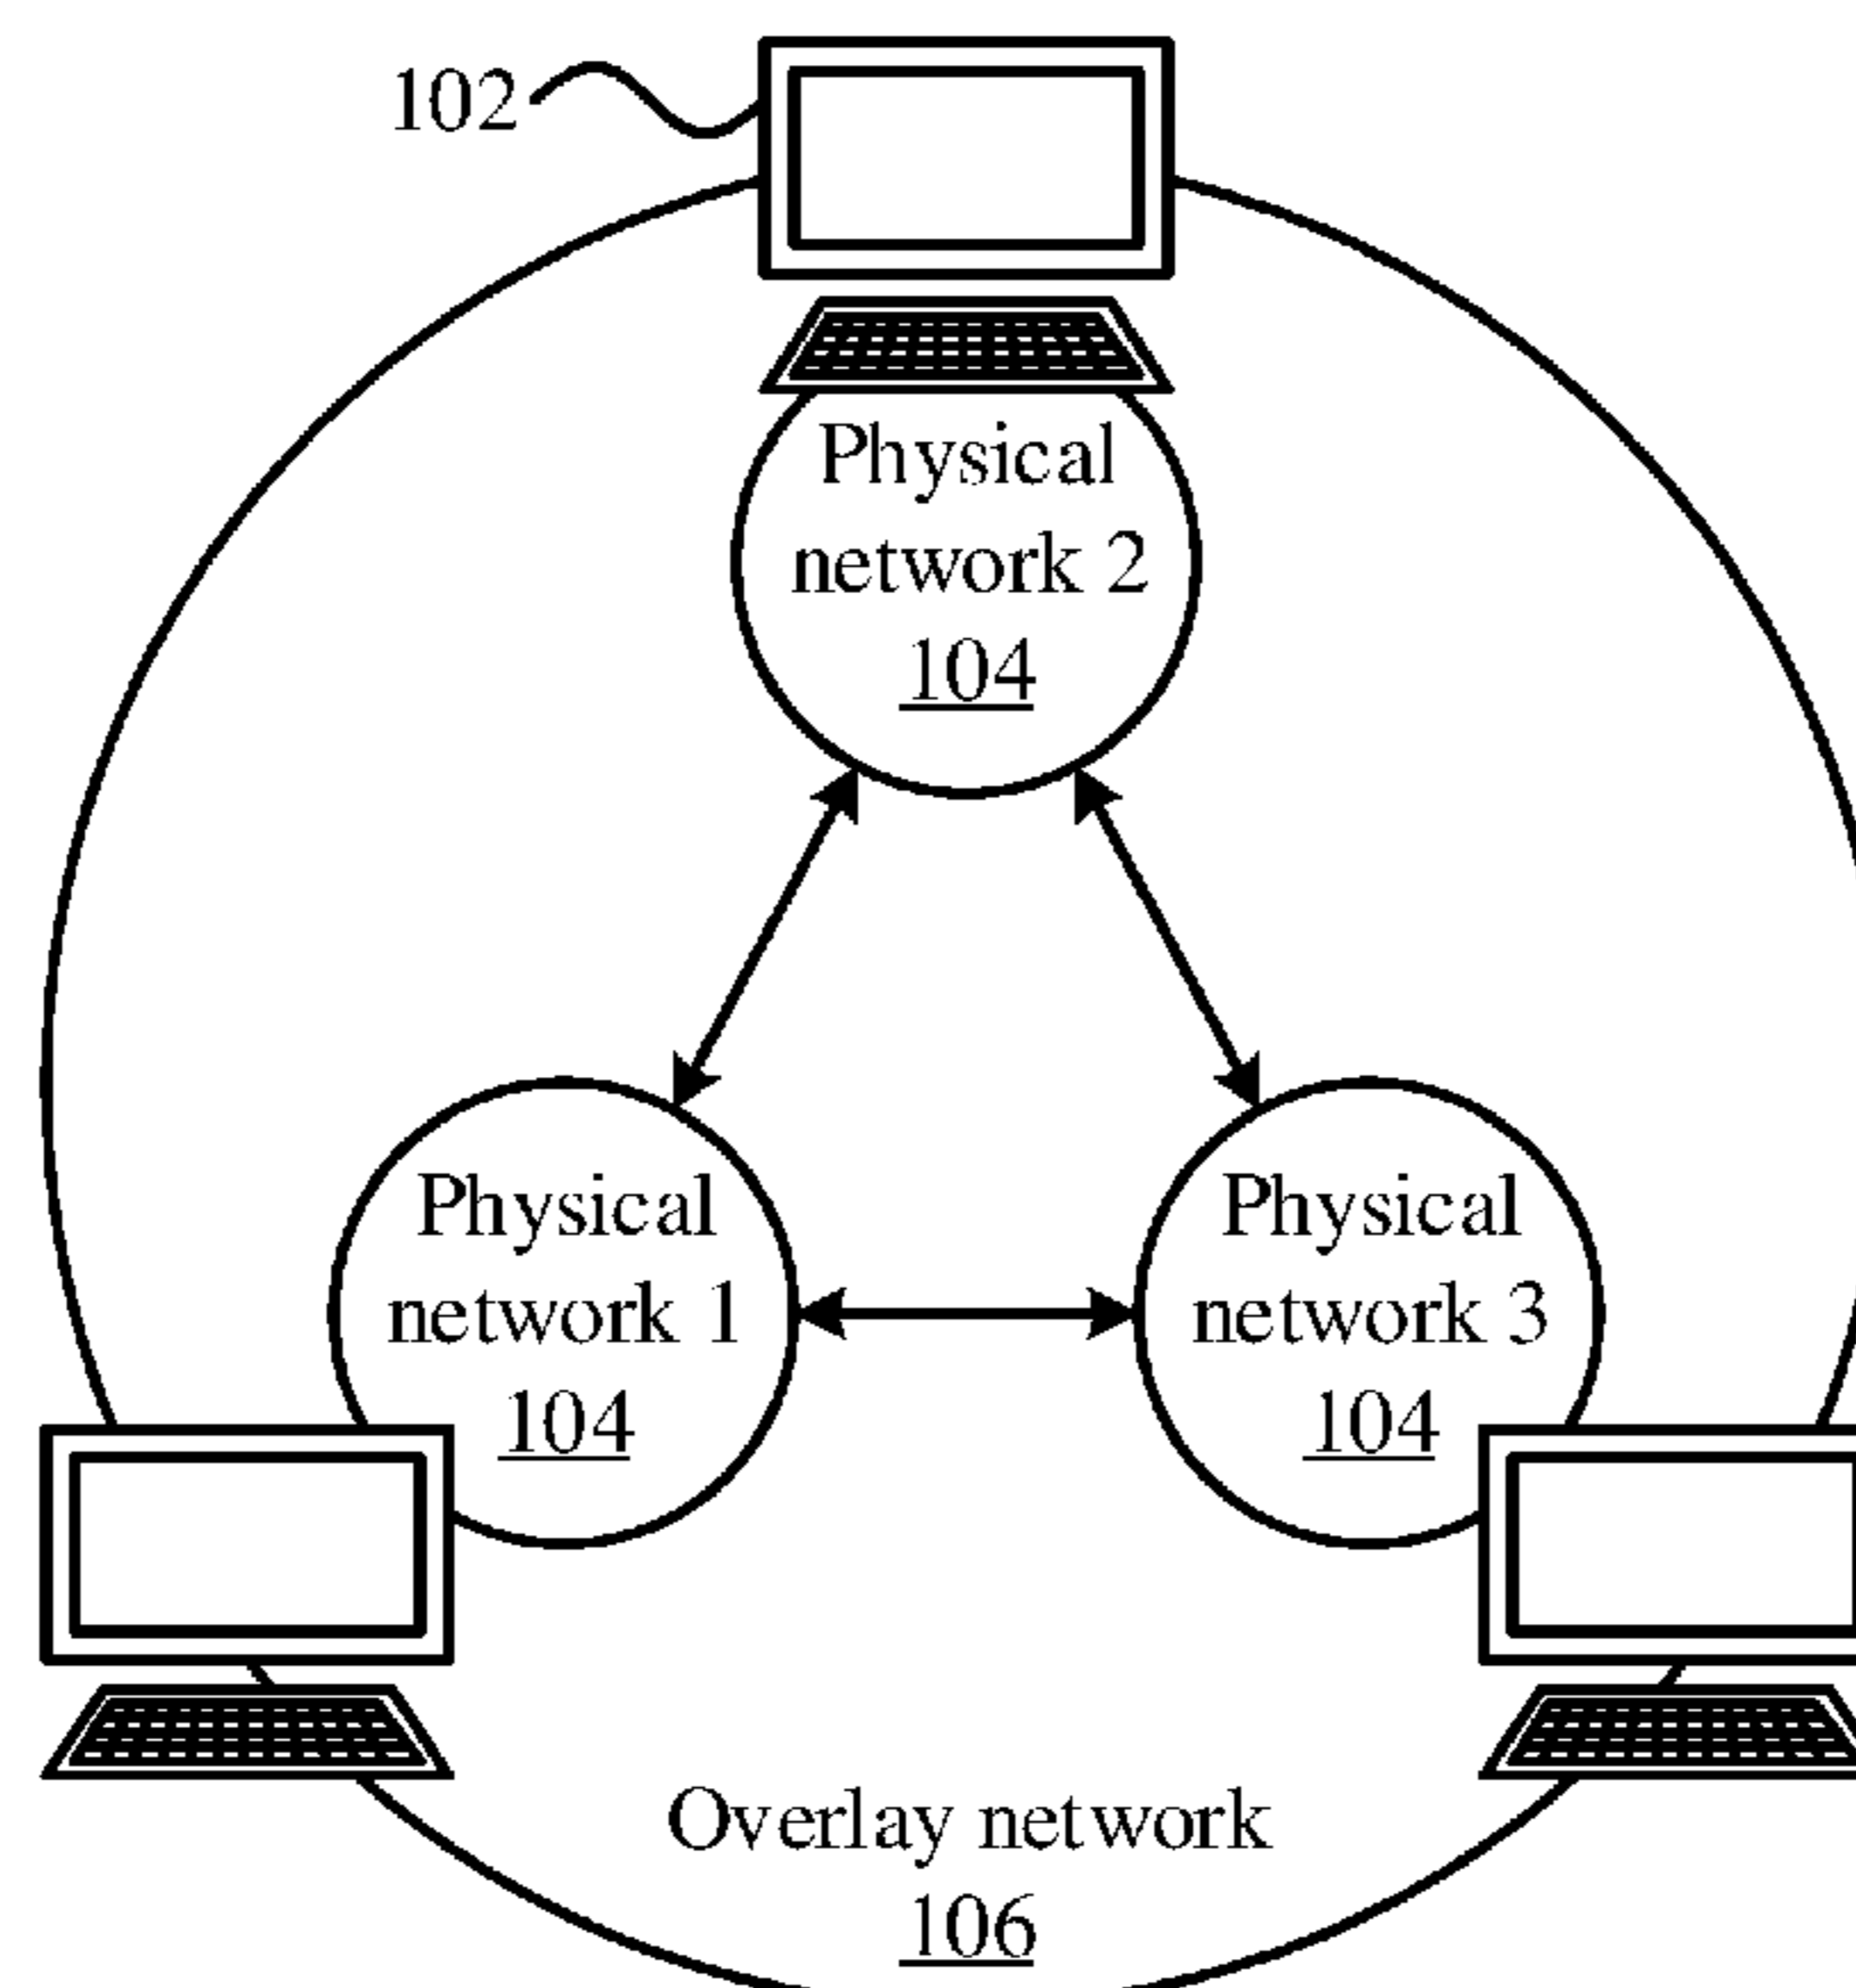 102
Physical
network 2
104
Physical
network 1
104
Physical
network 3
104
Overlay network
106